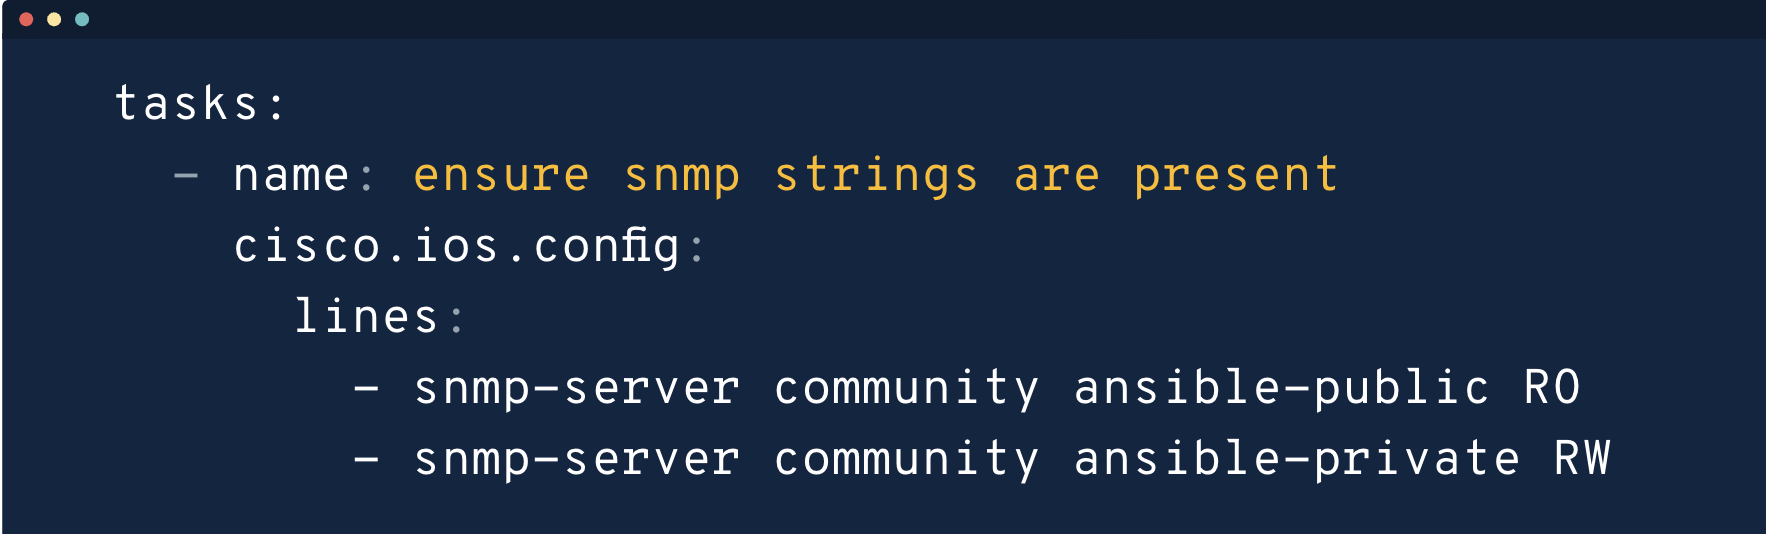 tasks:
  - name: ensure snmp strings are present
    cisco.ios.config:
      lines:
        - snmp-server community ansible-public RO
        - snmp-server community ansible-private RW